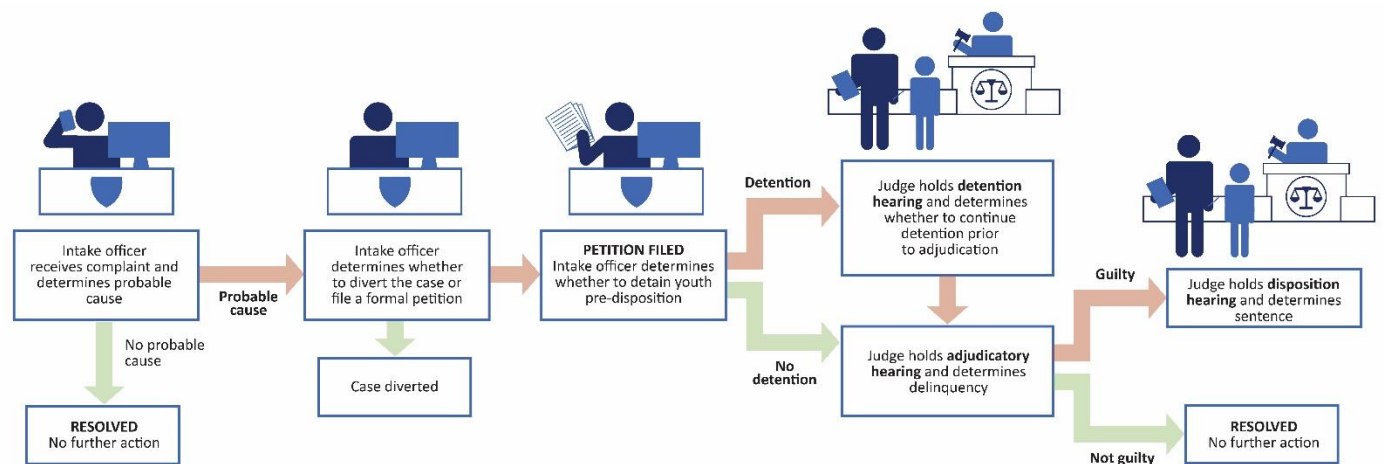 Intake officer
receives complaint and
determines probable
cause
Probable
cause
No probable
cause
RESOLVED
No further action
Intake officer
determines whether
to divert the case or
file a formal petition
Case diverted
PETITION FILED
Intake officer determines
whether to detain youth
pre-disposition
Detention
No
detention
Judge holds detention
hearing and determines
whether to continue
detention prior
to adjudication
Judge holds adjudicatory
hearing and determines
delinquency
Guilty
Not guilty
Judge holds disposition
hearing and determines
sentence
RESOLVED
No further action